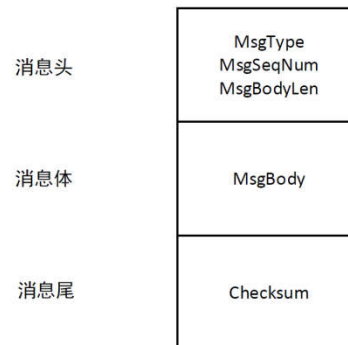 消息头
MsgType
MsgSeqNum
MsgBodyLen
消息体
MsgBody
消息尾
Checksum